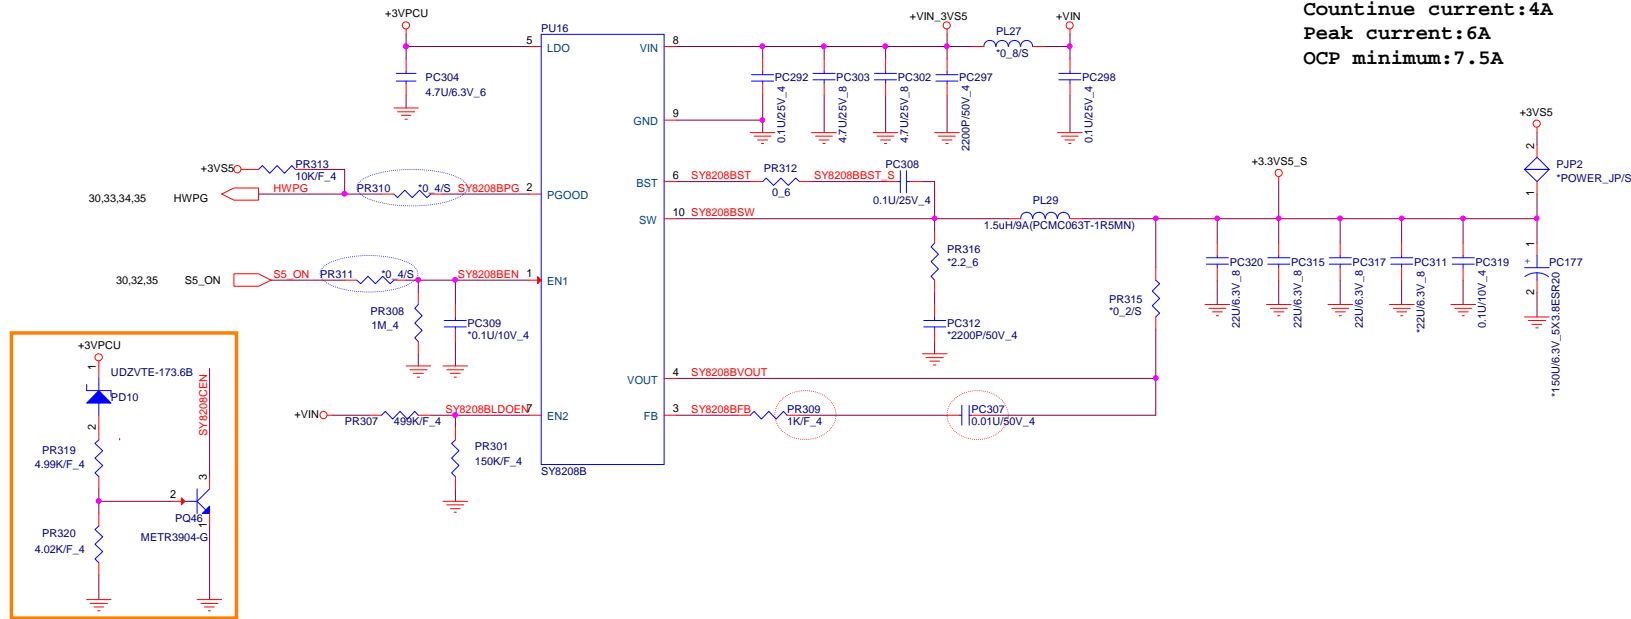 Countinue current:4A
Peak current:6A
OCP minimum:7.5A
+3VPCU
PU16
5
LDO
PC304
4.7U/6.3V_6
VIN
8
+VIN_3VS5
PL27
*0_8/S
+VIN
PC292
0.1U/25V_4
PC303
4.7U/25V_8
PC302
4.7U/25V_8
PC297
2200P/50V_4
PC298
0.1U/25V_4
GND
9
+3VS5
PR313
10K/F_4
30,33,34,35
HWPG
HWPG
PR310
*0_4/S
SY8208BPG
2
PGOOD
BST
6
SY8208BST
PR312
0_6
SY8208BBST_S
PC308
0.1U/25V_4
SW
10
SY8208BSW
PL29
1.5uH/9A(PCMC063T-1R5MN)
+3.3VS5_S
+3VS5
2
PJP2
*POWER_JP/S
1
PR316
*2.2_6
PC312
*2200P/50V_4
PR315
*0_2/S
PC320
22U/6.3V_8
PC315
22U/6.3V_8
PC317
22U/6.3V_8
PC311
*22U/6.3V_8
PC319
0.1U/10V_4
1
+
PC177
2
*150U/6.3V_5X3.8ESR20
30,32,35
S5_ON
S5_ON
PR311
*0_4/S
SY8208BEN
1
EN1
PR308
1M_4
PC309
*0.1U/10V_4
VOUT
4
SY8208BVOUT
+VIN
PR307
499K/F_4
SY8208BLDOEN
7
EN2
PR301
150K/F_4
FB
3
SY8208BFB
PR309
1K/F_4
PC307
0.01U/50V_4
SY8208B
+3VPCU
1
UDZVTE-173.6B
PD10
2
SY8208CEN
PR319
4.99K/F_4
3
2
PQ46
1
METR3904-G
PR320
4.02K/F_4